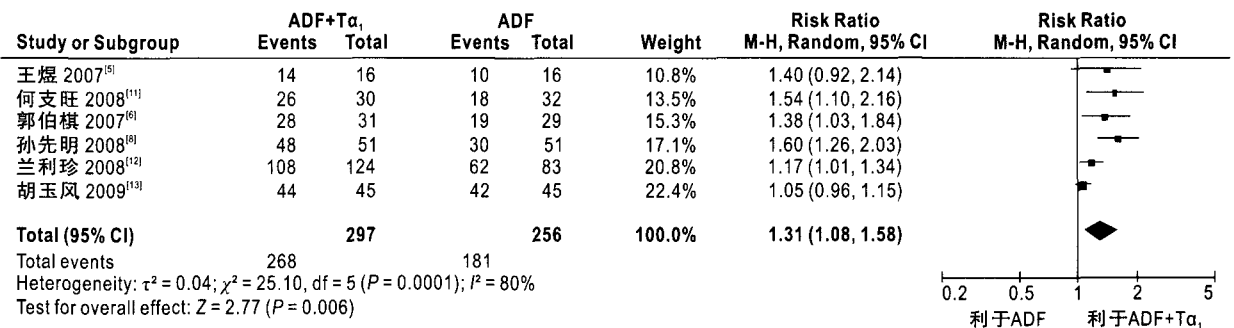 ADF+Tα₁ ADF Risk Ratio Risk Ratio
Study or Subgroup Events Total Events Total Weight M-H, Random, 95% CI M-H, Random, 95% CI
王煜 2007[5] 14 16 10 16 10.8% 1.40 (0.92, 2.14)
何支旺 2008[11] 26 30 18 32 13.5% 1.54 (1.10, 2.16)
郭伯棋 2007[6] 28 31 19 29 15.3% 1.38 (1.03, 1.84)
孙先明 2008[8] 48 51 30 51 17.1% 1.60 (1.26, 2.03)
兰利珍 2008[12] 108 124 62 83 20.8% 1.17 (1.01, 1.34)
胡玉风 2009[13] 44 45 42 45 22.4% 1.05 (0.96, 1.15)
Total (95% CI) 297 256 100.0% 1.31 (1.08, 1.58)
Total events 268 181
Heterogeneity: τ² = 0.04; χ² = 25.10, df = 5 (P = 0.0001); I² = 80%
Test for overall effect: Z = 2.77 (P = 0.006)
0.2 0.5 1 2 5
利于ADF 利于ADF+Tα₁